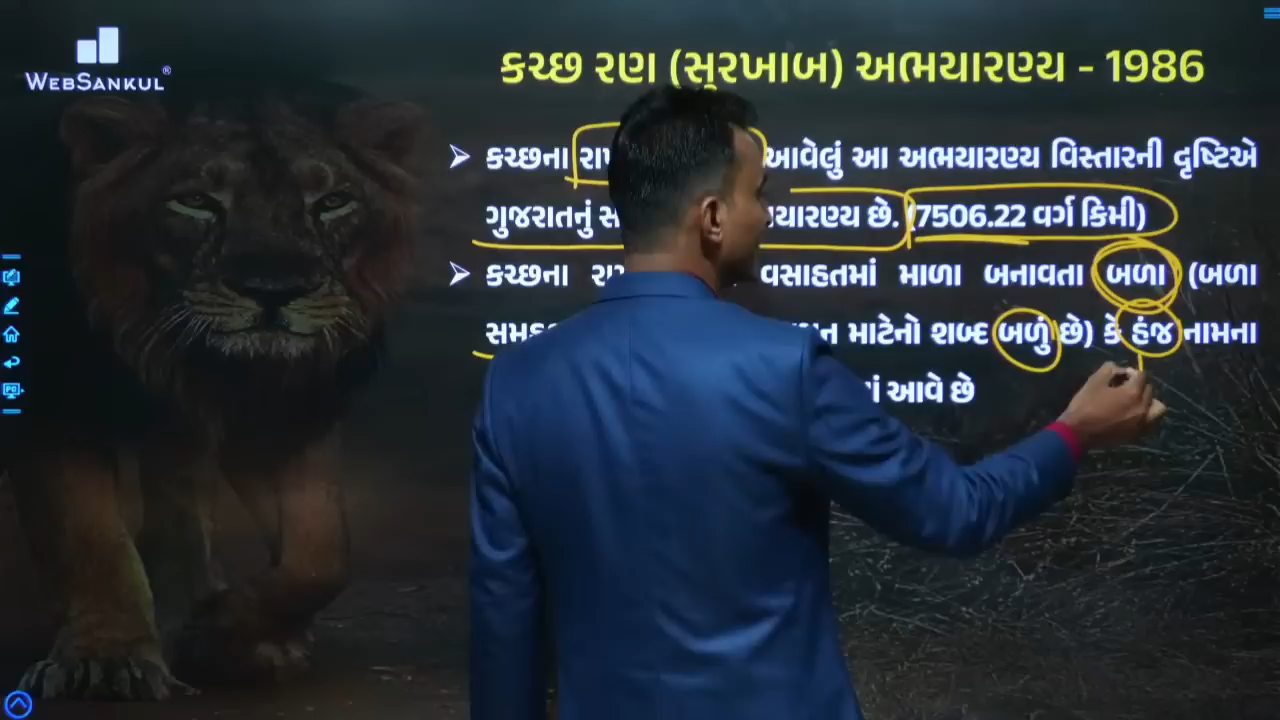 WEBSANKUL®
કચ્છ રણ (સુરખાબ) અભયારણ્ય - 1986
➤ કચ્છના આવેલું આ અભયારણ્ય વિસ્તારની દૃષ્ટિએ
ગુજરાતનું છે. (7506.22 વર્ગ કિમી)
➤ કચ્છના વસાહતમાં માળા બનાવતા બળા (બળા
માટેનો શબ્દ બળું છે) કે હંજ નામના
આવે છે